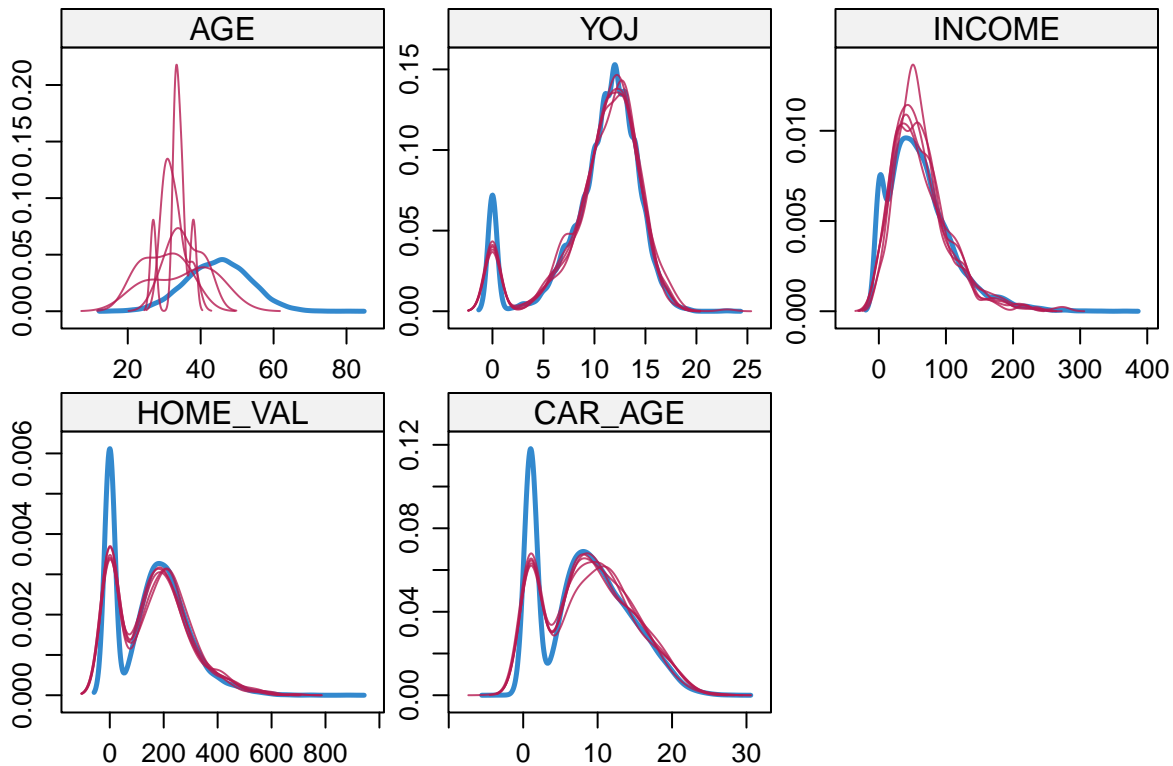 AGE
0.00 0.05 0.10 0.15 0.20
20 40 60 80
YOJ
0.00 0.05 0.10 0.15
0 5 10 15 20 25
INCOME
0.000 0.005 0.010
0 100 200 300 400
HOME_VAL
0.000 0.002 0.004 0.006
0 200 400 600 800
CAR_AGE
0.00 0.04 0.08 0.12
0 10 20 30